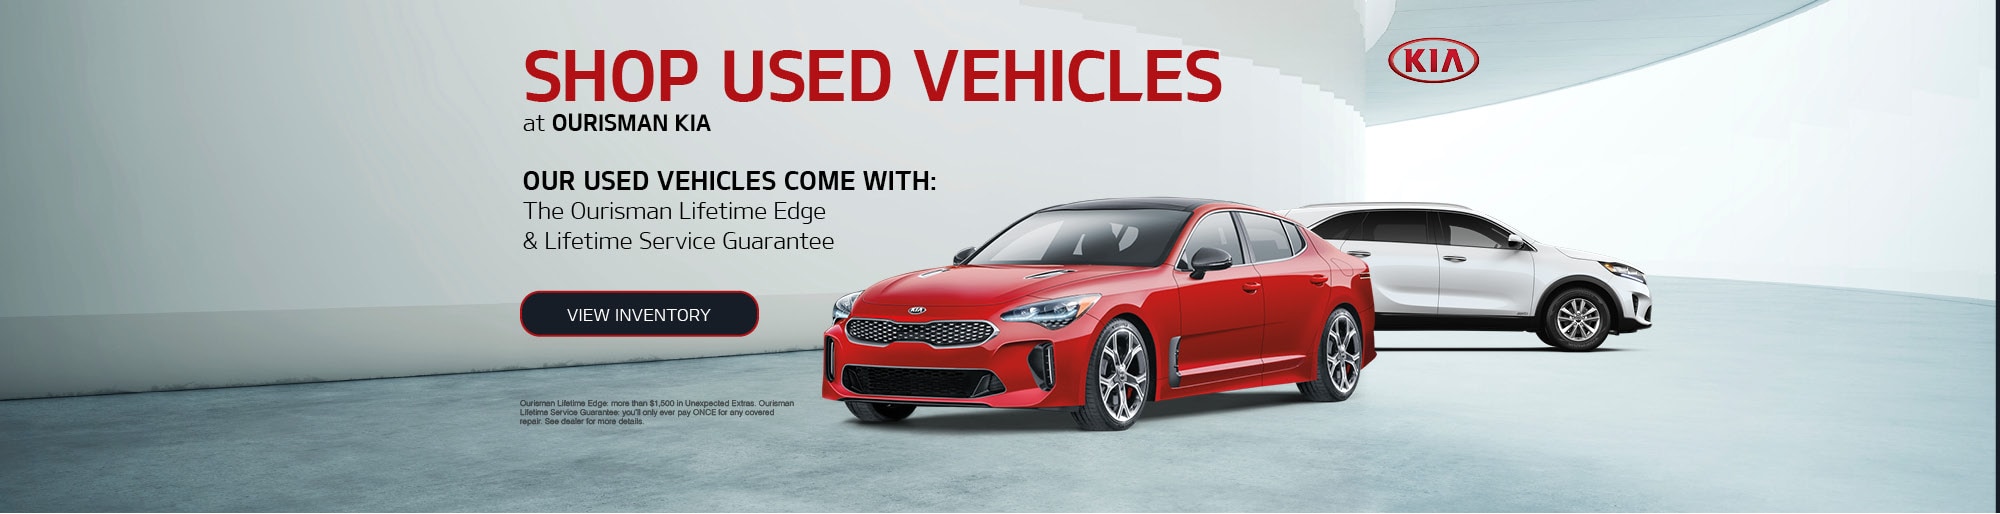 SHOP USED VEHICLES
at OURISMAN KIA
KIA
OUR USED VEHICLES COME WITH:
The Ourisman Lifetime Edge
& Lifetime Service Guarantee
VIEW INVENTORY
KIA
Ourisman Lifetime Edge: more than $1,500 in Unexpected Extras. Ourisman
Lifetime Service Guarantee: you'll only ever pay ONCE for any covered
repair. See dealer for more details.